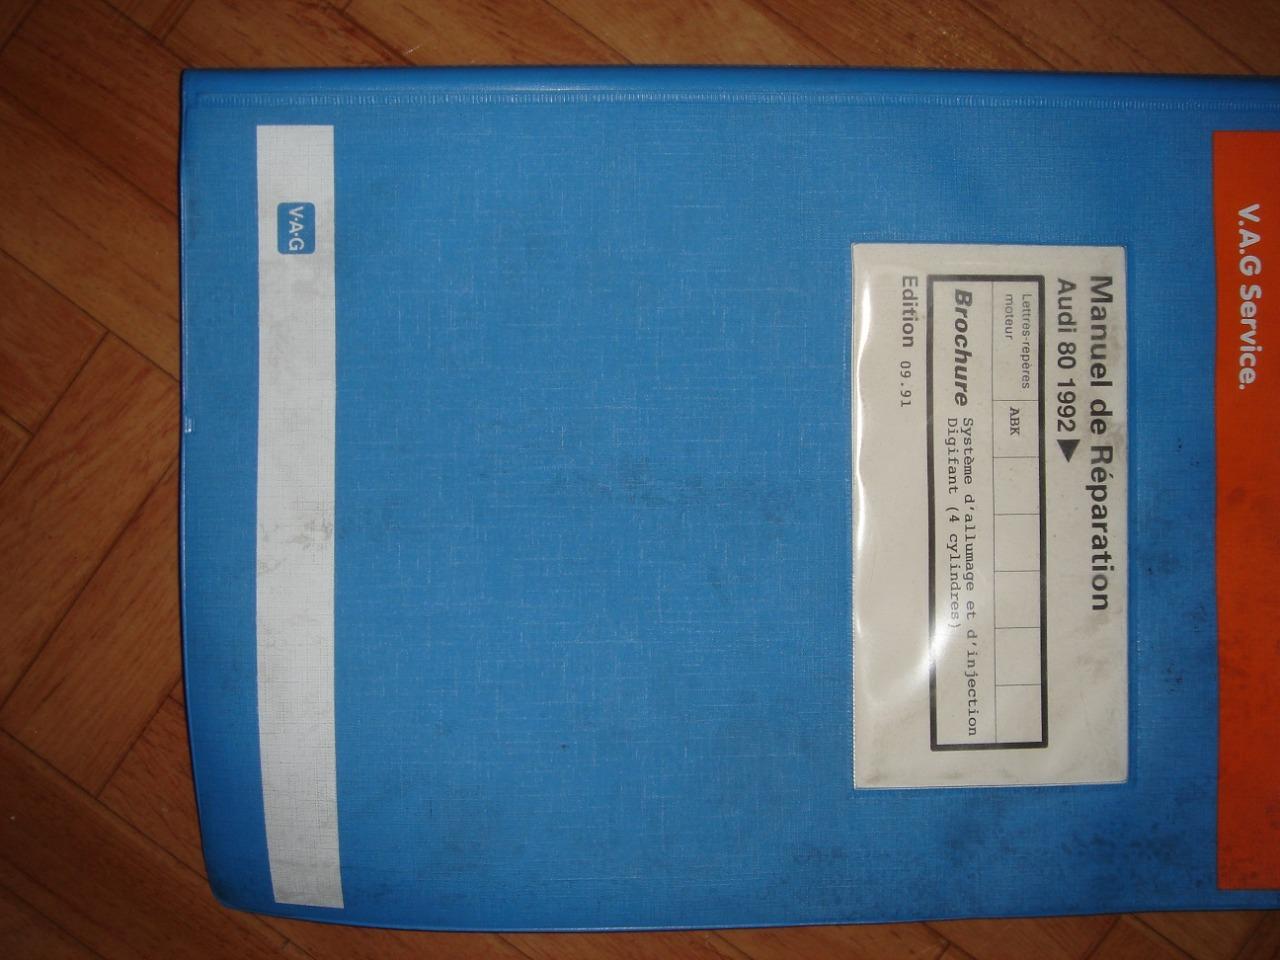 V.A.G Service.
Manuel de Réparation
Audi 80 1992 ▶
Lettres-repères
moteur
ABK
Brochure
Système d'allumage et d'injection
Digifant (4 cylindres)
Edition 09.91
V·A·G